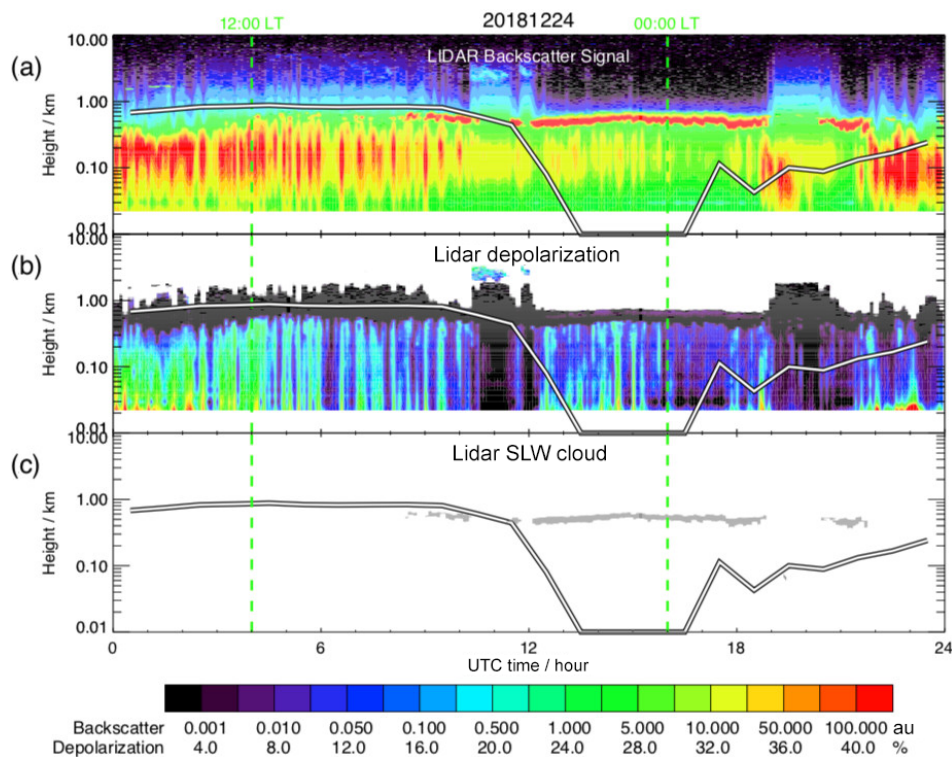 12:00 LT 20181224 00:00 LT
(a)
LIDAR Backscatter Signal
Height / km
10.00
1.00
0.10
0.01
(b)
Lidar depolarization
Height / km
10.00
1.00
0.10
0.01
(c)
Lidar SLW cloud
Height / km
10.00
1.00
0.10
0.01
0 6 12 18 24
UTC time / hour
Backscatter 0.001 0.010 0.050 0.100 0.500 1.000 5.000 10.000 50.000 100.000 au
Depolarization 4.0 8.0 12.0 16.0 20.0 24.0 28.0 32.0 36.0 40.0 %